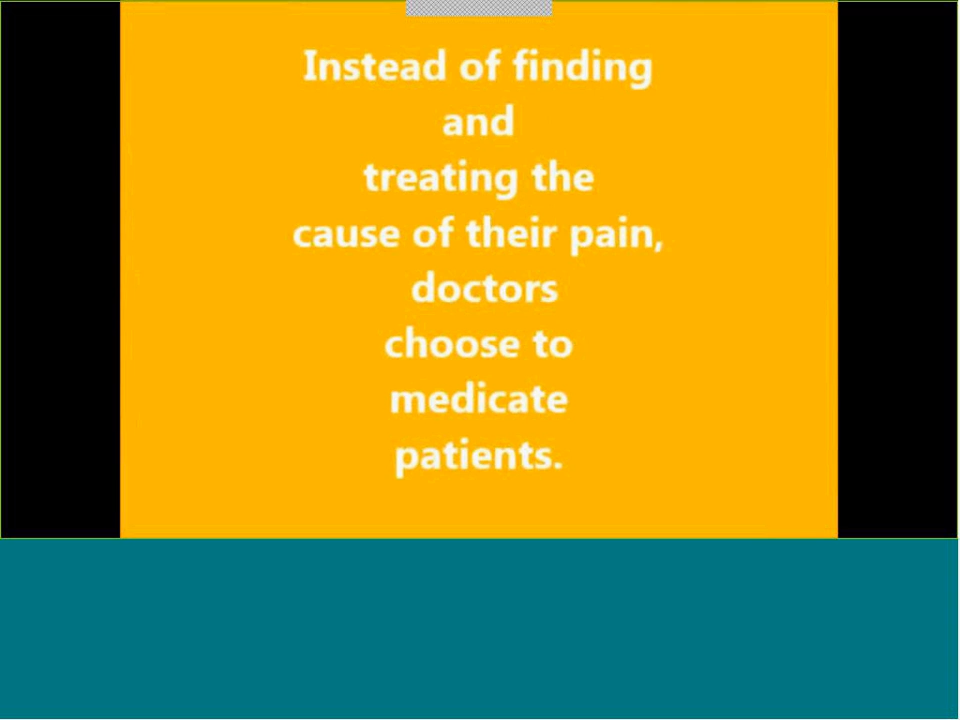 Instead of finding
and
treating the
cause of their pain,
doctors
choose to
medicate
patients.